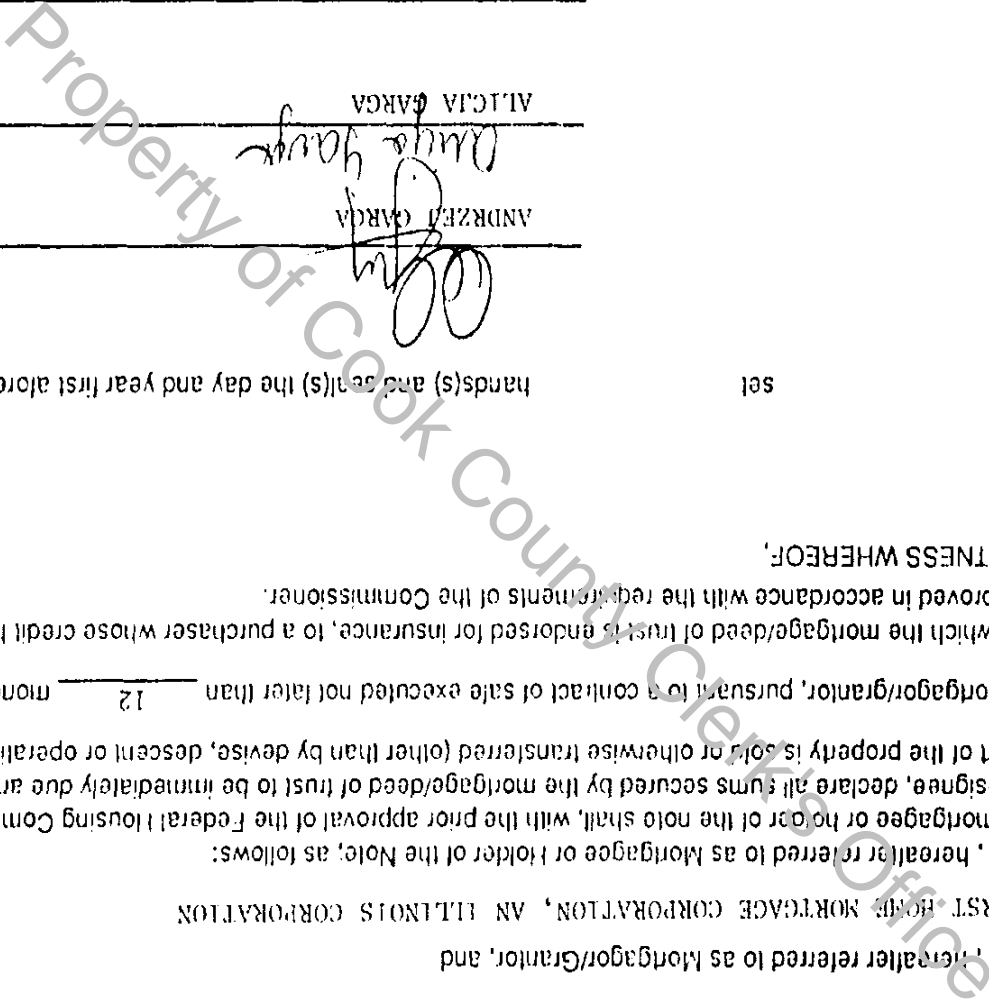 , hereafter referred to as Mortgagor/Grantor, and
RST HOME MORTGAGE CORPORATION, AN ILLINOIS CORPORATION
, hereafter referred to as Mortgagee or Holder of the Note; as follows:
mortgagee or holder of the note shall, with the prior approval of the Federal Housing Com
signee, declare all sums secured by the mortgage/deed of trust to be immediately due an
t of the property is sold or otherwise transferred (other than by devise, descent or operati
ortgagor/grantor, pursuant to a contract of sale executed not later than 12 mon
which the mortgage/deed of trust is endorsed for insurance, to a purchaser whose credit h
proved in accordance with the requirements of the Commissioner.
TNESS WHEREOF,
set hands(s) and seal(s) the day and year first afore
ANDRZEJ GARGA
Alicja Garga
ALICJA GARGA
Property of Cook County Clerk's Office